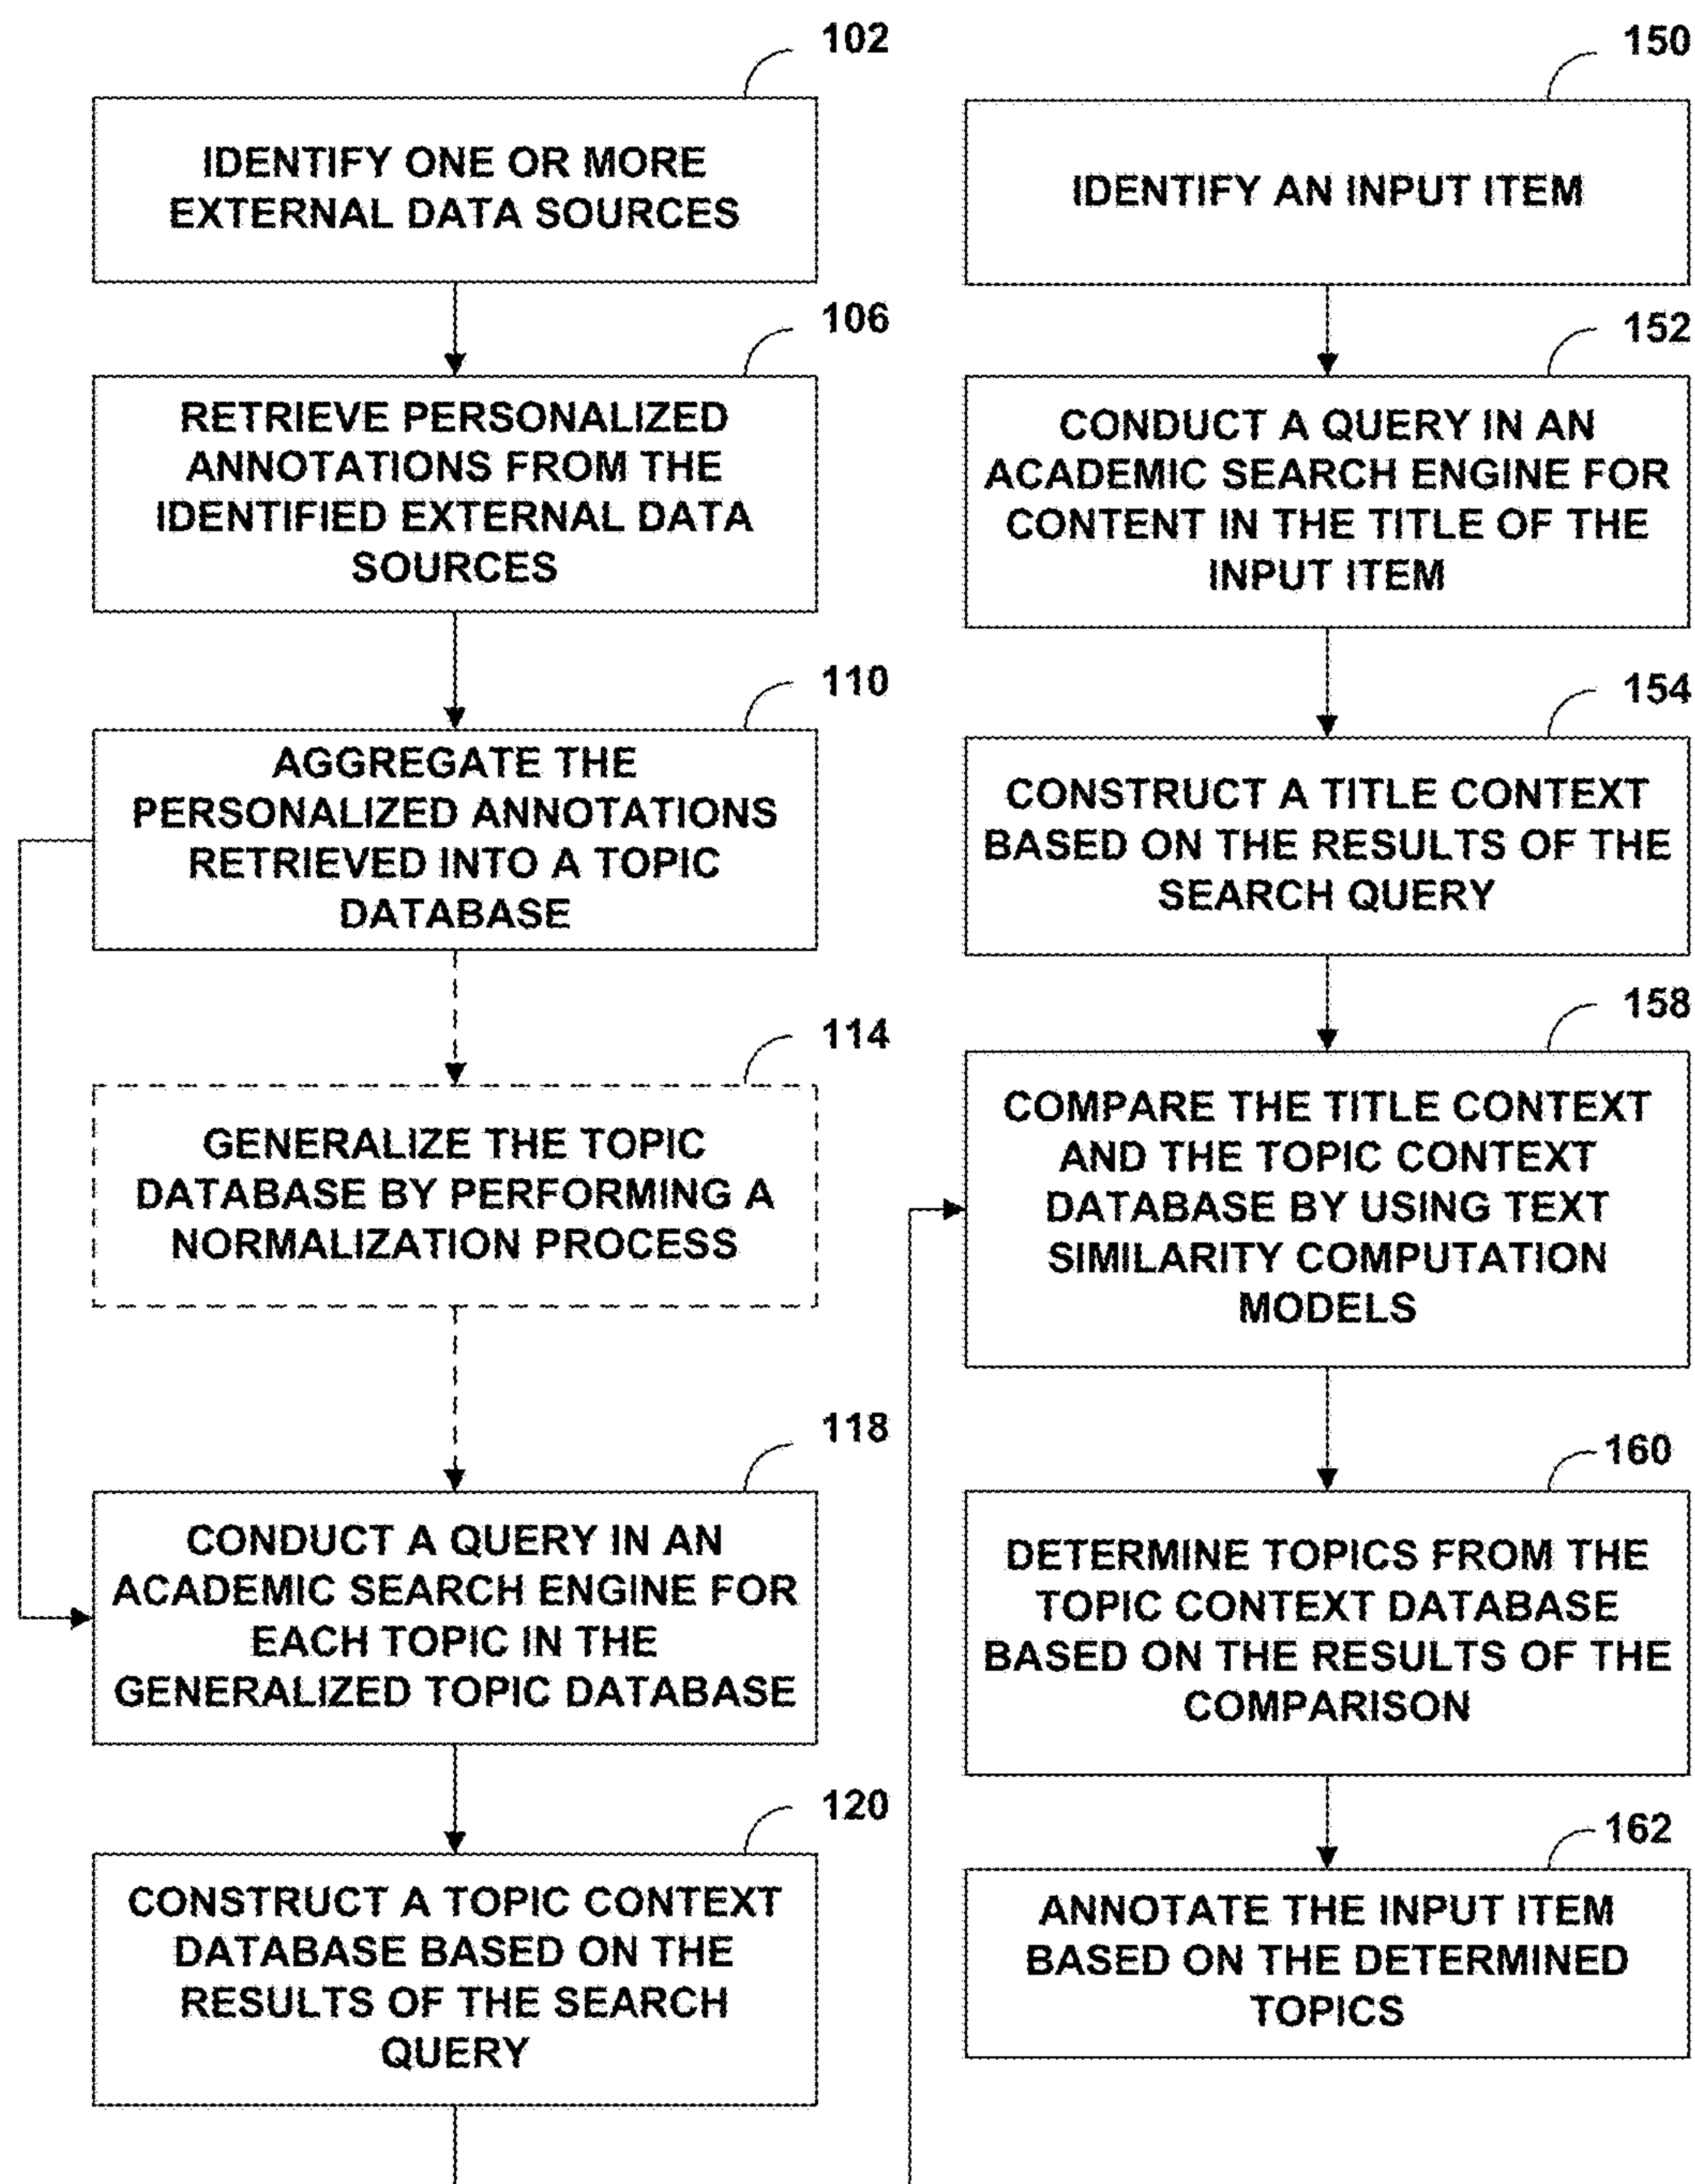 102
IDENTIFY ONE OR MORE
EXTERNAL DATA SOURCES
106
RETRIEVE PERSONALIZED
ANNOTATIONS FROM THE
IDENTIFIED EXTERNAL DATA
SOURCES
110
AGGREGATE THE
PERSONALIZED ANNOTATIONS
RETRIEVED INTO A TOPIC
DATABASE
114
GENERALIZE THE TOPIC
DATABASE BY PERFORMING A
NORMALIZATION PROCESS
118
CONDUCT A QUERY IN AN
ACADEMIC SEARCH ENGINE FOR
EACH TOPIC IN THE
GENERALIZED TOPIC DATABASE
120
CONSTRUCT A TOPIC CONTEXT
DATABASE BASED ON THE
RESULTS OF THE SEARCH
QUERY
150
IDENTIFY AN INPUT ITEM
152
CONDUCT A QUERY IN AN
ACADEMIC SEARCH ENGINE FOR
CONTENT IN THE TITLE OF THE
INPUT ITEM
154
CONSTRUCT A TITLE CONTEXT
BASED ON THE RESULTS OF THE
SEARCH QUERY
158
COMPARE THE TITLE CONTEXT
AND THE TOPIC CONTEXT
DATABASE BY USING TEXT
SIMILARITY COMPUTATION
MODELS
160
DETERMINE TOPICS FROM THE
TOPIC CONTEXT DATABASE
BASED ON THE RESULTS OF THE
COMPARISON
162
ANNOTATE THE INPUT ITEM
BASED ON THE DETERMINED
TOPICS